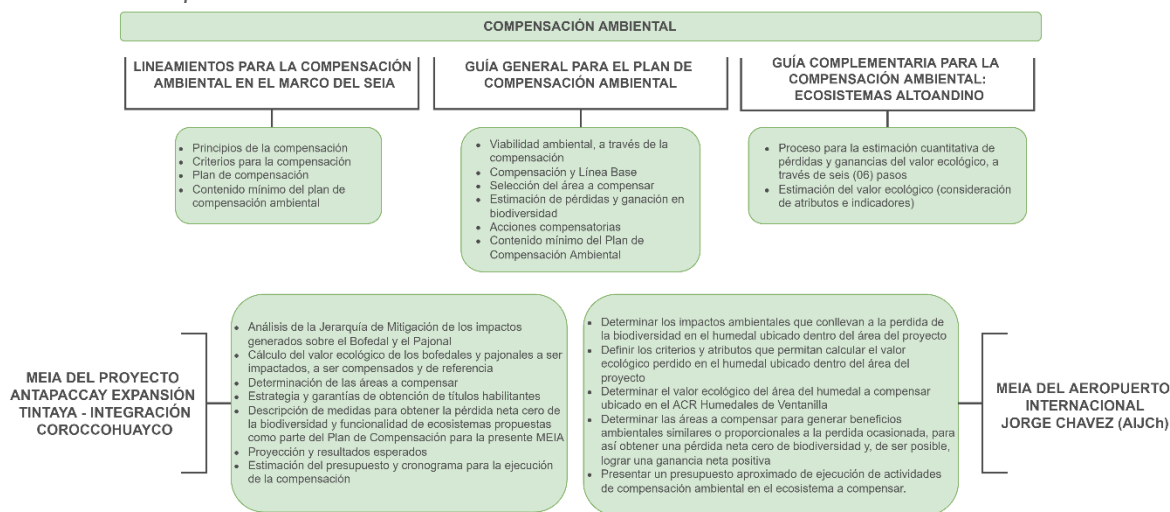 COMPENSACIÓN AMBIENTAL
LINEAMIENTOS PARA LA COMPENSACIÓN
AMBIENTAL EN EL MARCO DEL SEIA
GUÍA GENERAL PARA EL PLAN DE
COMPENSACIÓN AMBIENTAL
GUÍA COMPLEMENTARIA PARA LA
COMPENSACIÓN AMBIENTAL:
ECOSISTEMAS ALTOANDINO
• Principios de la compensación
• Criterios para la compensación
• Plan de compensación
• Contenido mínimo del plan de
compensación ambiental
• Viabilidad ambiental, a través de la
compensación
• Compensación y Línea Base
• Selección del área a compensar
• Estimación de pérdidas y ganación en
biodiversidad
• Acciones compensatorias
• Contenido mínimo del Plan de
Compensación Ambiental
• Proceso para la estimación cuantitativa de
pérdidas y ganancias del valor ecológico, a
través de seis (06) pasos
• Estimación del valor ecológico (consideración
de atributos e indicadores)
MEIA DEL PROYECTO
ANTAPACCAY EXPANSIÓN
TINTAYA - INTEGRACIÓN
COROCCOHUAYCO
• Análisis de la Jerarquía de Mitigación de los impactos
generados sobre el Bofedal y el Pajonal
• Cálculo del valor ecológico de los bofedales y pajonales a ser
impactados, a ser compensados y de referencia
• Determinación de las áreas a compensar
• Estrategia y garantías de obtención de títulos habilitantes
• Descripción de medidas para obtener la pérdida neta cero de
la biodiversidad y funcionalidad de ecosistemas propuestas
como parte del Plan de Compensación para la presente MEIA
• Proyección y resultados esperados
• Estimación del presupuesto y cronograma para la ejecución
de la compensación
• Determinar los impactos ambientales que conllevan a la perdida de
la biodiversidad en el humedal ubicado dentro del área del proyecto
• Definir los criterios y atributos que permitan calcular el valor
ecológico perdido en el humedal ubicado dentro del área del
proyecto
• Determinar el valor ecológico del área del humedal a compensar
ubicado en el ACR Humedales de Ventanilla
• Determinar las áreas a compensar para generar beneficios
ambientales similares o proporcionales a la perdida ocasionada, para
así obtener una pérdida neta cero de biodiversidad y, de ser posible,
lograr una ganancia neta positiva
• Presentar un presupuesto aproximado de ejecución de actividades
de compensación ambiental en el ecosistema a compensar.
MEIA DEL AEROPUERTO
INTERNACIONAL
JORGE CHAVEZ (AIJCh)